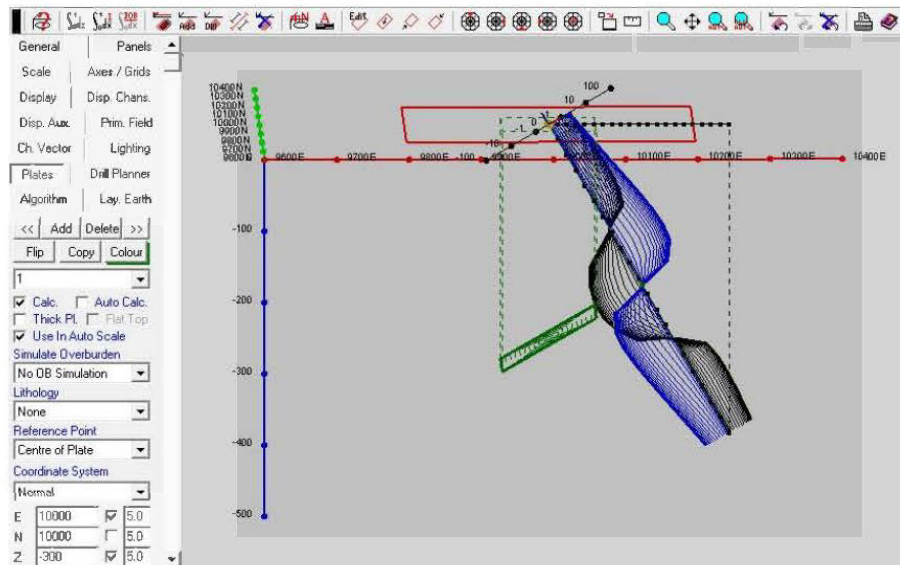 Edit
General Panels
Scale Axes / Grids
Display Disp. Chans.
Disp. Aux. Prim. Field
Ch. Vector Lighting
Plates Drill Planner
Algorithm Lay. Earth
<< Add Delete >>
Flip Copy Colour
1
Calc. Auto Calc.
Thick Pl. Flat Top
Use In Auto Scale
Simulate Overburden
No OB Simulation
Lithology
None
Reference Point
Centre of Plate
Coordinate System
Normal
E 10000 5.0
N 10000 5.0
Z -300 5.0
10400N
10300N
10200N
10100N
10000N
9900N
9800N
9600E 9700E 9800E 10100E 10200E 10300E 10400E
-100
-200
-300
-400
-500
100
10
0
-1
-10
-100